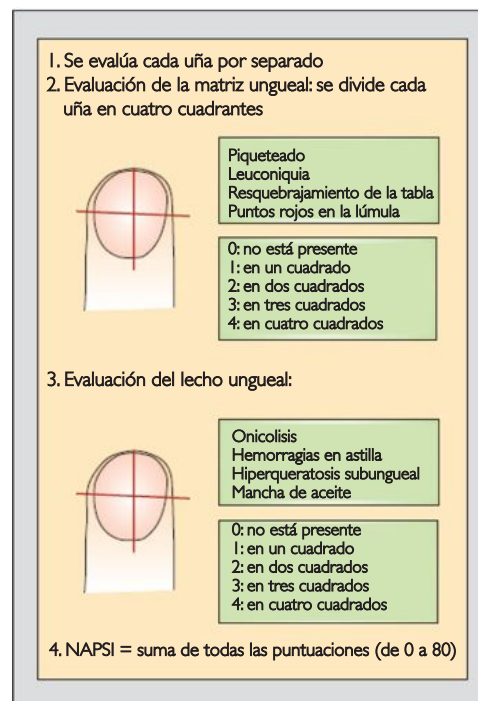 1. Se evalúa cada uña por separado
2. Evaluación de la matriz ungueal: se divide cada
uña en cuatro cuadrantes
Piqueteado
Leuconiquia
Resquebrajamiento de la tabla
Puntos rojos en la lúmula
0: no está presente
1: en un cuadrado
2: en dos cuadrados
3: en tres cuadrados
4: en cuatro cuadrados
3. Evaluación del lecho ungueal:
Onicolisis
Hemorragias en astilla
Hiperqueratosis subungueal
Mancha de aceite
0: no está presente
1: en un cuadrado
2: en dos cuadrados
3: en tres cuadrados
4: en cuatro cuadrados
4. NAPSI = suma de todas las puntuaciones (de 0 a 80)